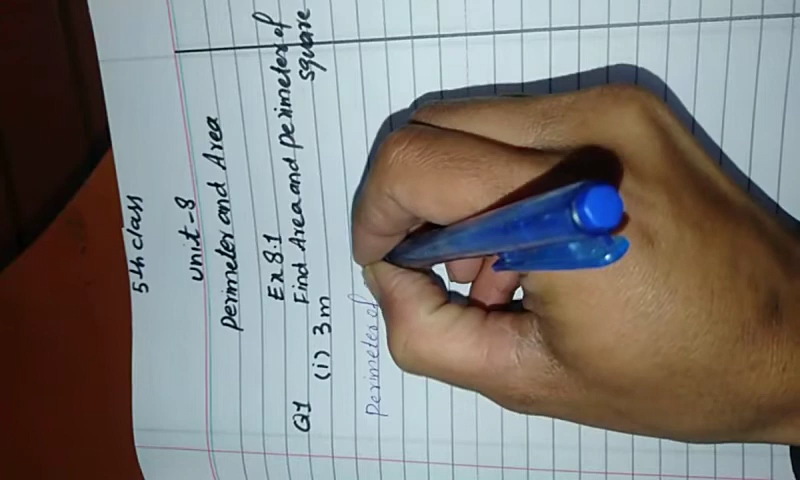 5th class
Unit-8
Perimeter and Area
Ex 8.1
Q1 Find Area and Perimeter of
square
(i) 3m
Perimeter of